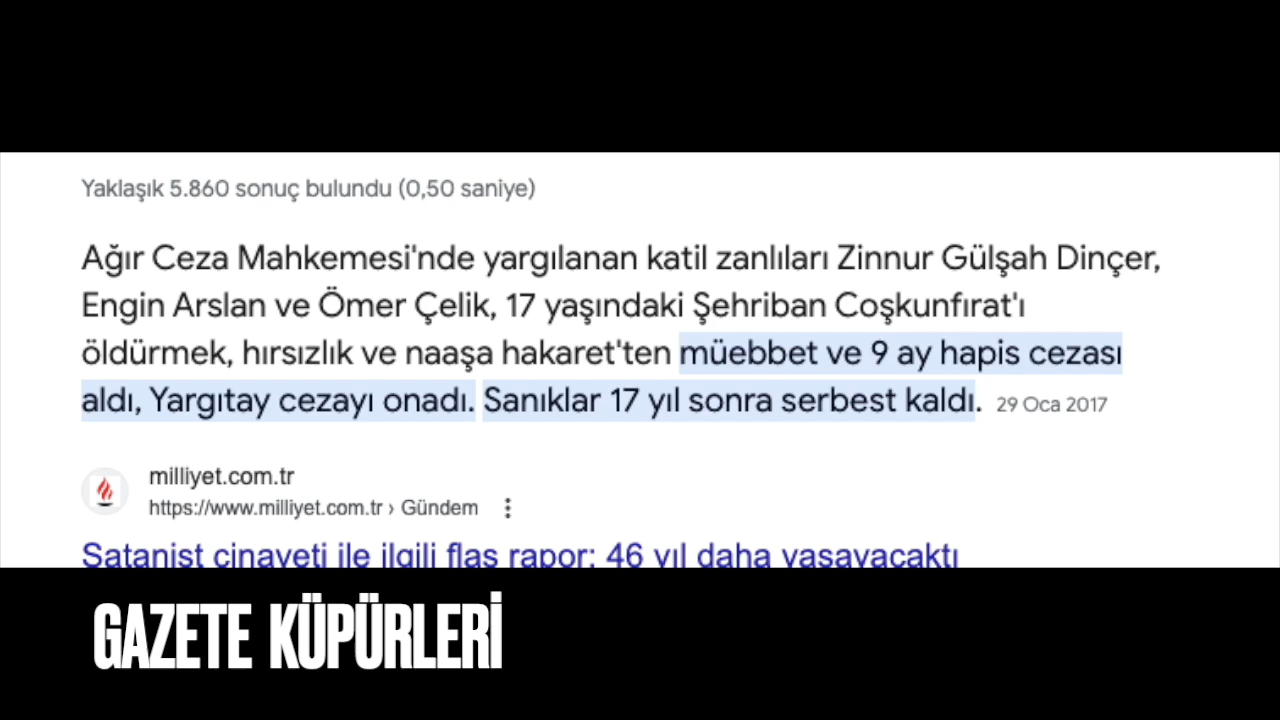 Yaklaşık 5.860 sonuç bulundu (0,50 saniye)
Ağır Ceza Mahkemesi'nde yargılanan katil zanlıları Zinnur Gülşah Dinçer,
Engin Arslan ve Ömer Çelik, 17 yaşındaki Şehriban Coşkunfırat'ı
öldürmek, hırsızlık ve naaşa hakaret'ten müebbet ve 9 ay hapis cezası
aldı, Yargıtay cezayı onadı. Sanıklar 17 yıl sonra serbest kaldı. 29 Oca 2017
milliyet.com.tr
https://www.milliyet.com.tr › Gündem
Satanist cinayeti ile ilgili flaş rapor: 46 yıl daha yaşayacaktı
GAZETE KÜPÜRLERİ